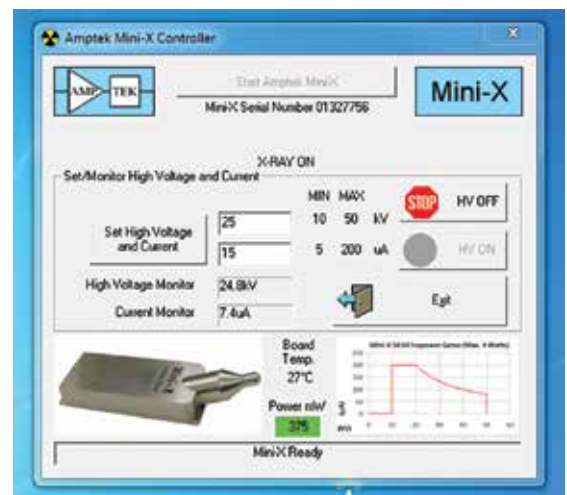 Amptek Mini-X Controller
AMP TEK
Start Amptek Mini-X
Mini-X
Mini-X Serial Number 01327756
X-RAY ON
Set/Monitor High Voltage and Current
MIN MAX
Set High Voltage and Current
25
10 50 kV
15
5 200 uA
STOP
HV OFF
HV ON
High Voltage Monitor 24.8kV
Current Monitor 7.4uA
Exit
Board
Temp.
27°C
Power mW
375
Mini-X Ready